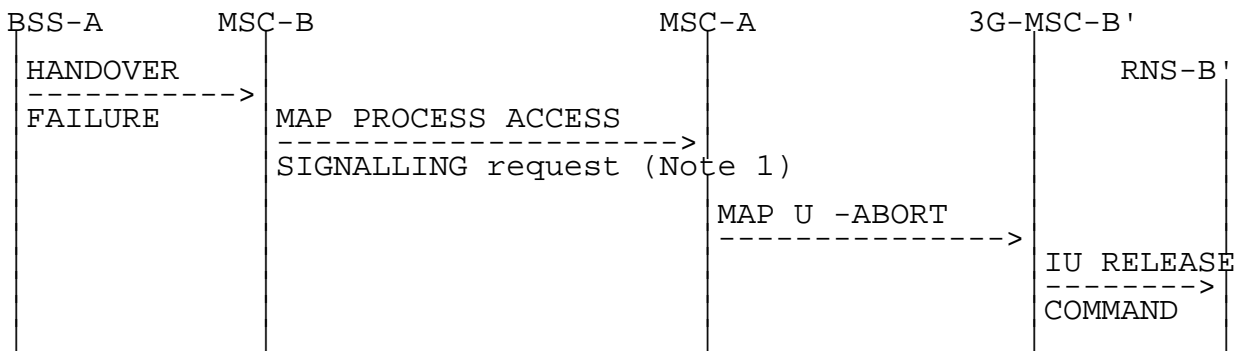 BSS-A MSC-B MSC-A 3G-MSC-B'
HANDOVER RNS-B'
----------->
FAILURE MAP PROCESS ACCESS
--------------------->
SIGNALLING request (Note 1)
MAP U -ABORT
--------------->
IU RELEASE
-------->
COMMAND